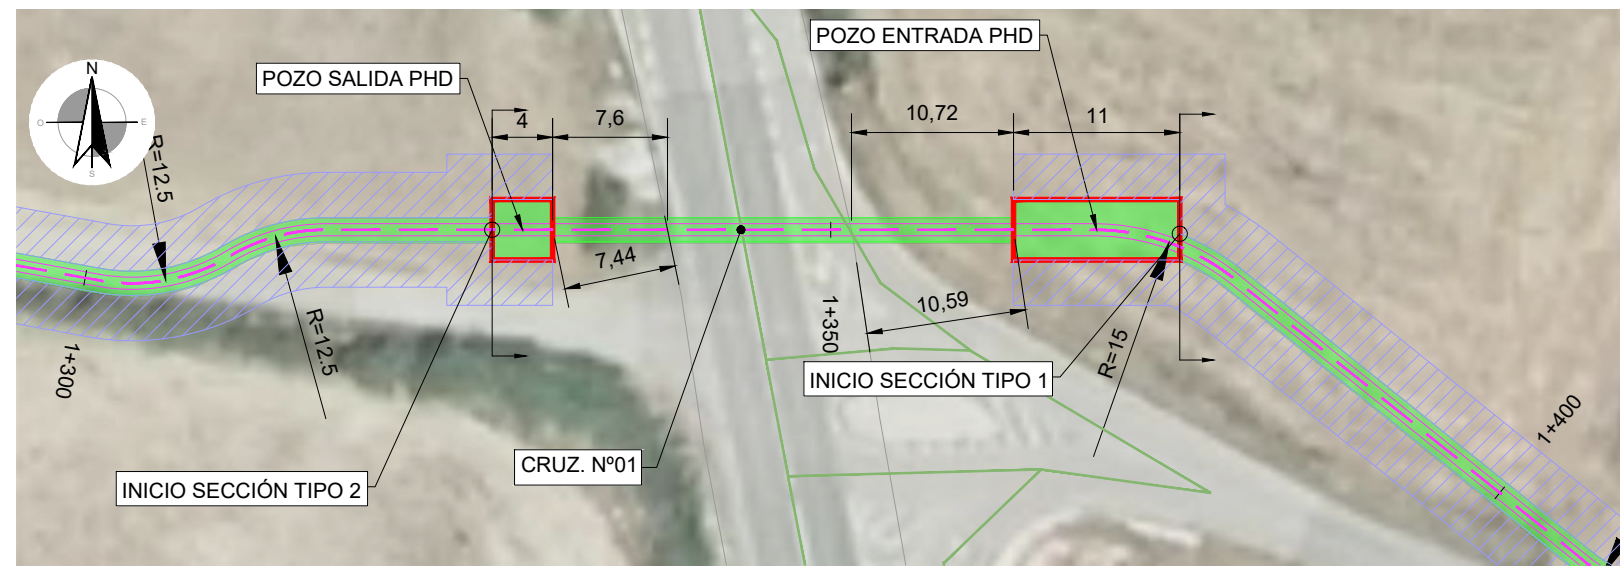 POZO ENTRADA PHD
N
POZO SALIDA PHD
O
E
S
4
7,6
10,72
11
R=12.5
7,44
10,59
R=12.5
1+350
R=15
1+300
INICIO SECCIÓN TIPO 1
1+400
CRUZ. Nº01
INICIO SECCIÓN TIPO 2